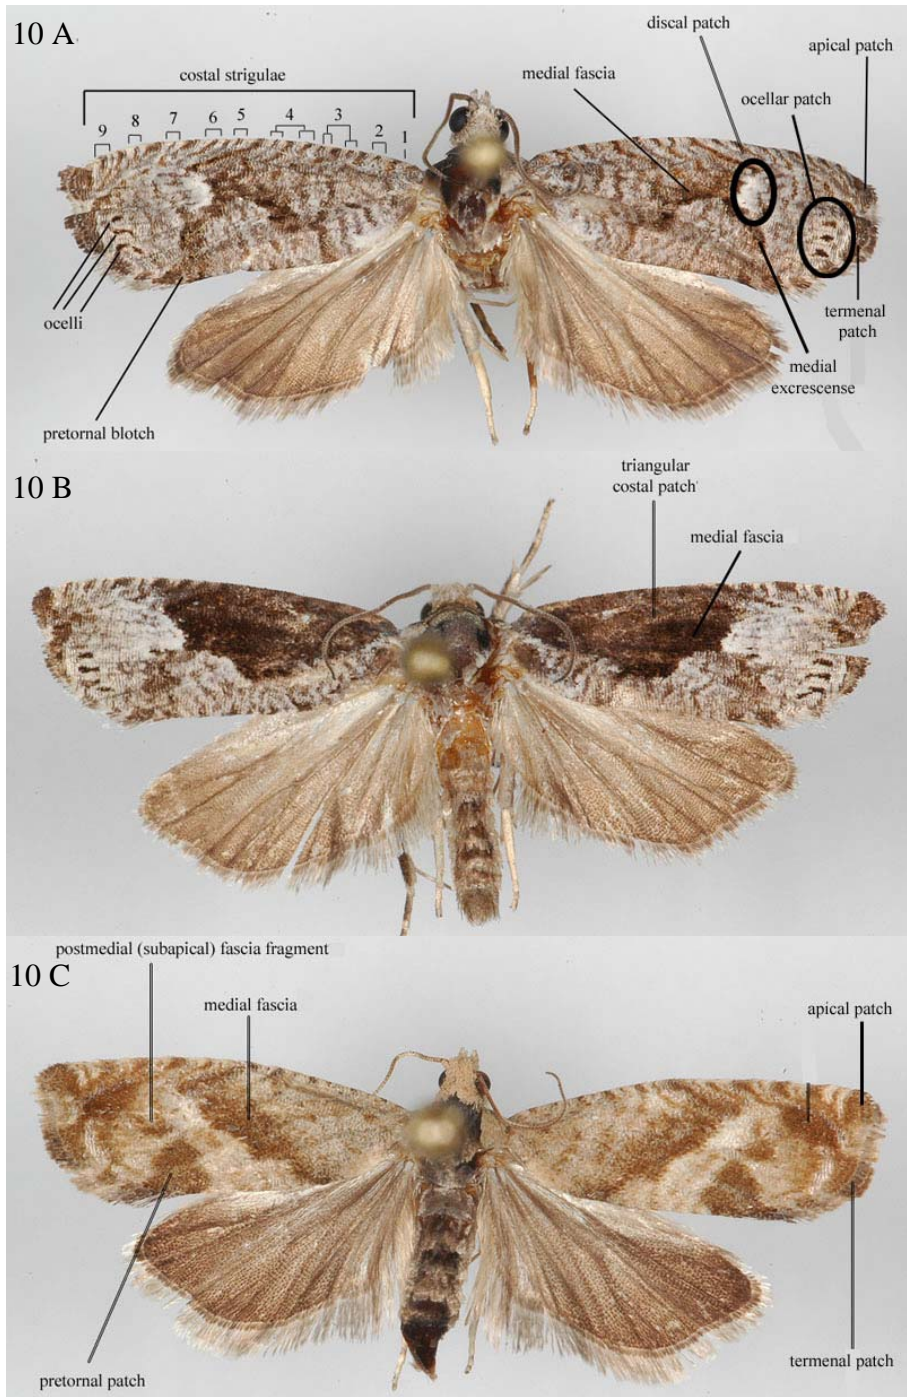 10 A
discal patch
apical patch
costal strigulae
medial fascia
ocellar patch
9 8 7 6 5 4 3 2 1
ocelli
termenal
patch
medial
excrescense
pretornal blotch
10 B
triangular
costal patch
medial fascia
postmedial (subapical) fascia fragment
10 C
medial fascia
apical patch
termenal patch
pretornal patch